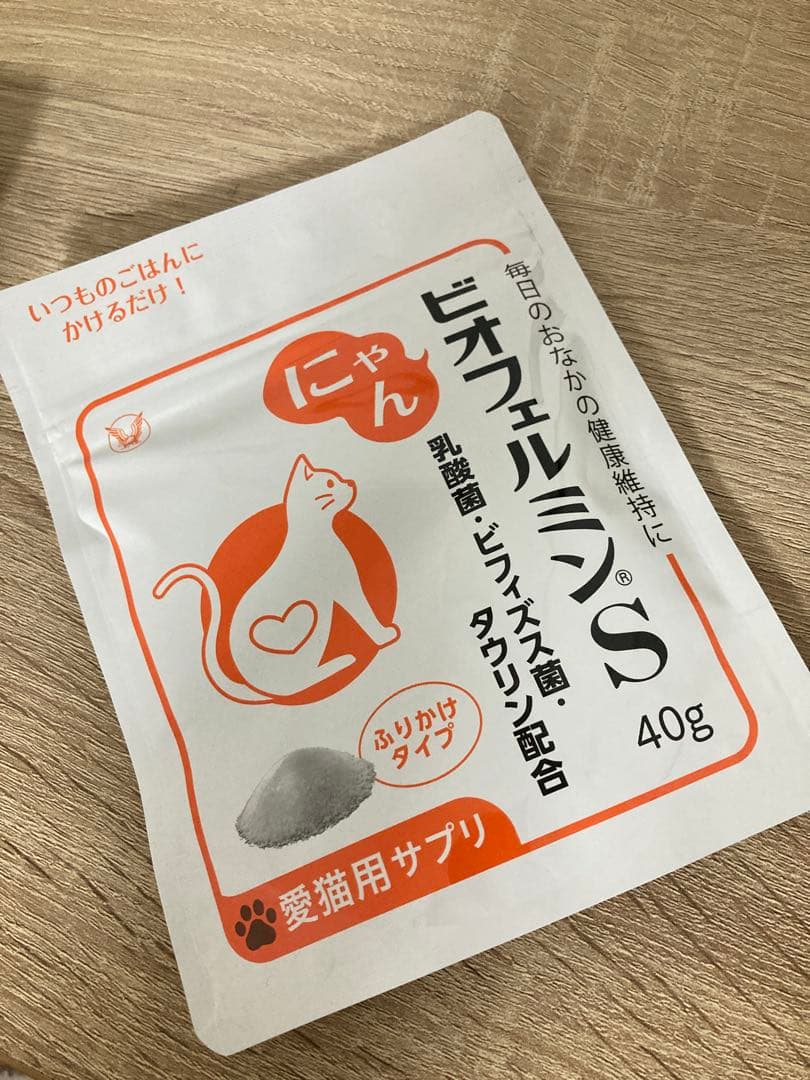 いつものごはんに
かけるだけ！
毎日のおなかの健康維持に
ビオフェルミン®S
にゃん
乳酸菌・ビフィズス菌・
タウリン配合
40g
ふりかけ
タイプ
愛猫用サプリ